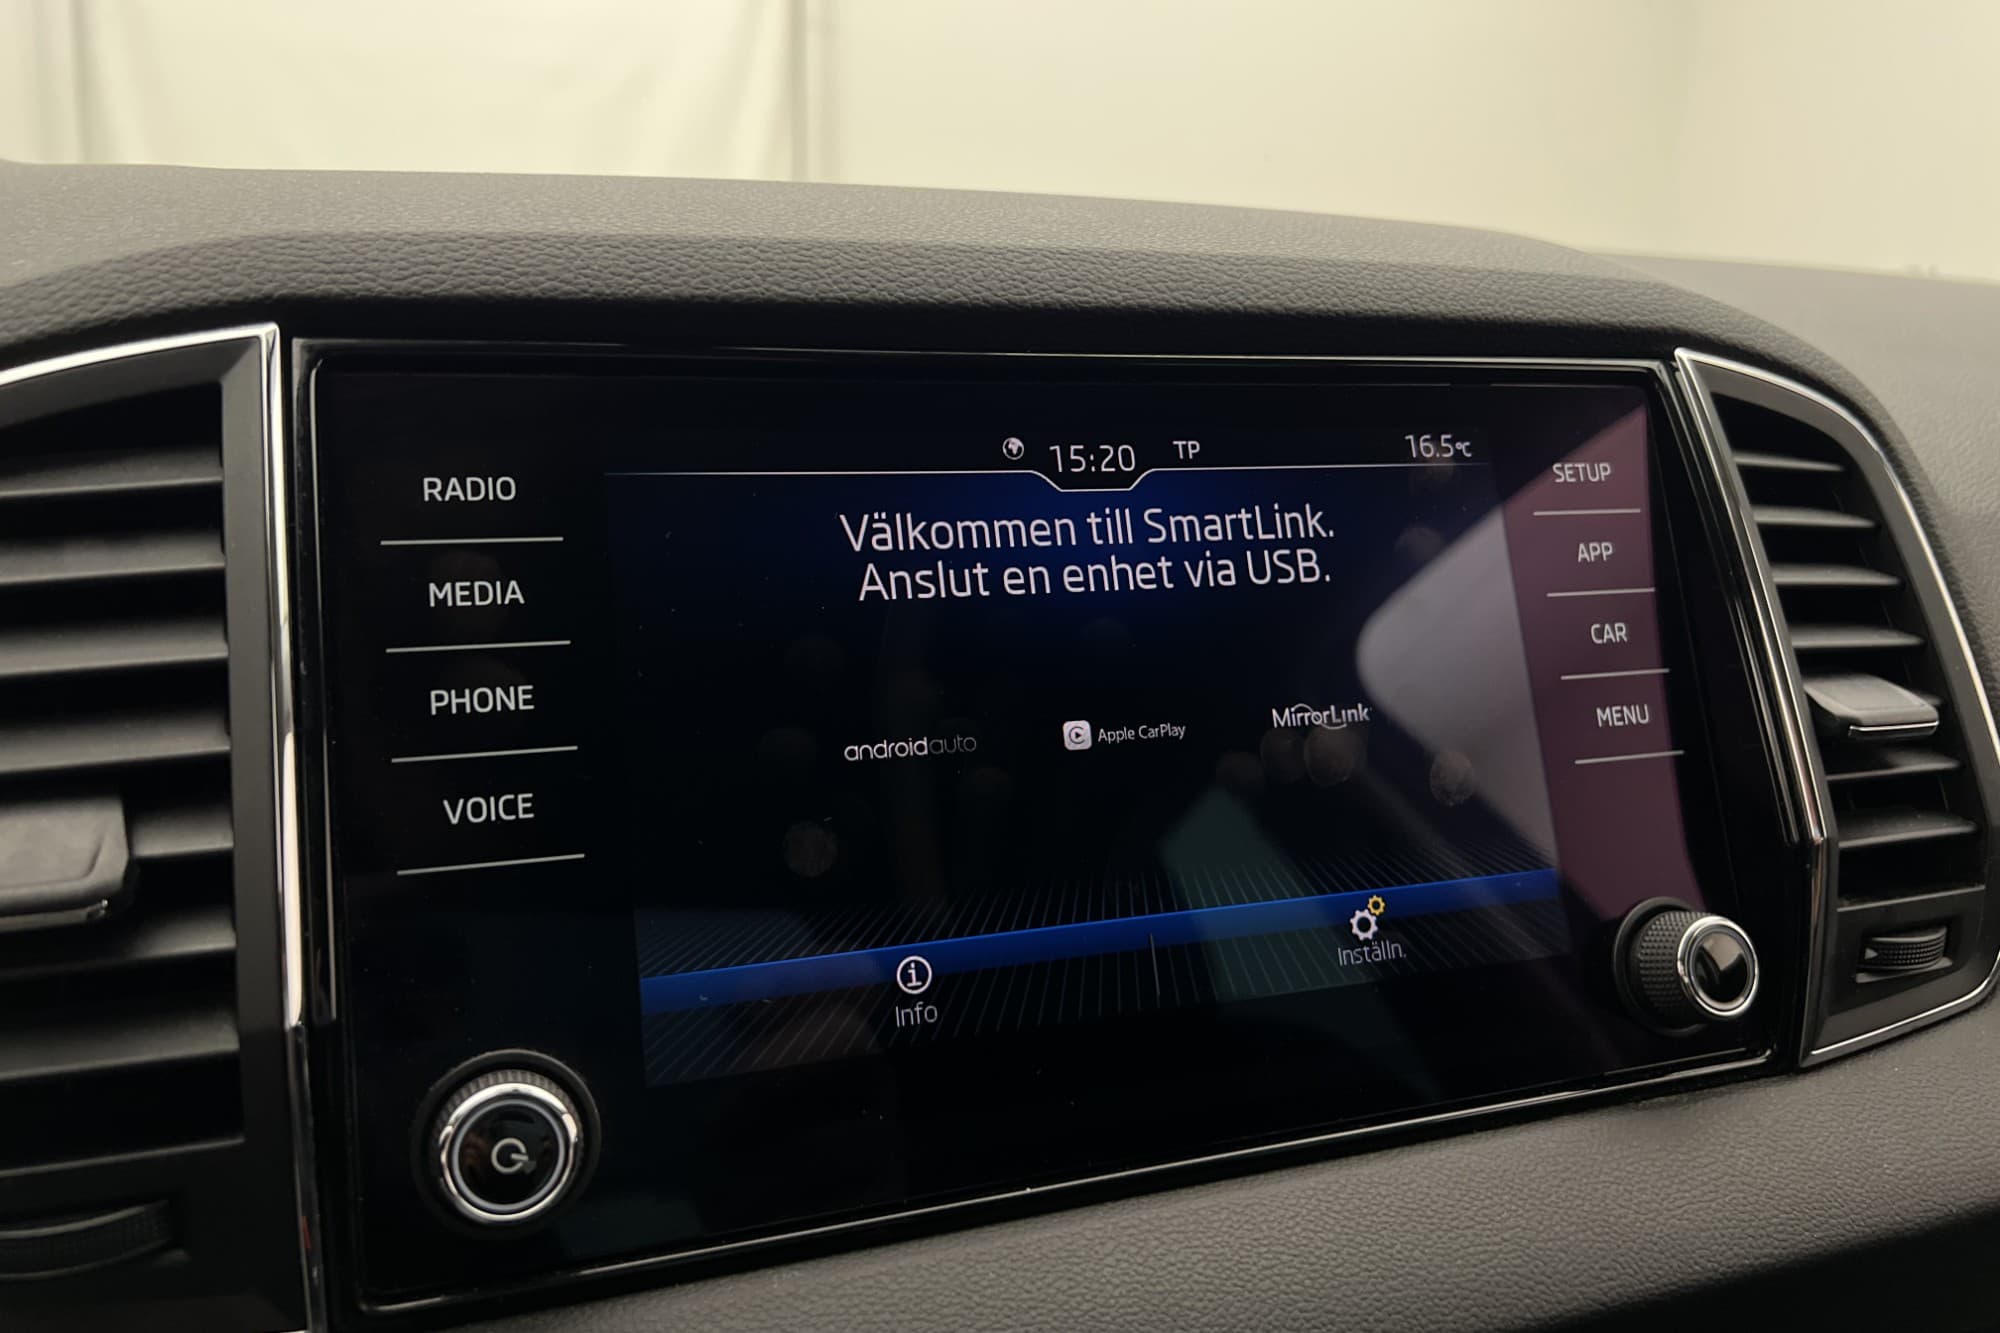 15:20 TP 16.5°C
RADIO
MEDIA
PHONE
VOICE
Välkommen till SmartLink.
Anslut en enhet via USB.
androidauto
Apple CarPlay
MirrorLink
Info
Inställn.
SETUP
APP
CAR
MENU